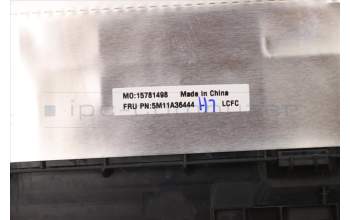 MO:15781498 Made in China
FRU PN:5M11A36444 H7 LCFC